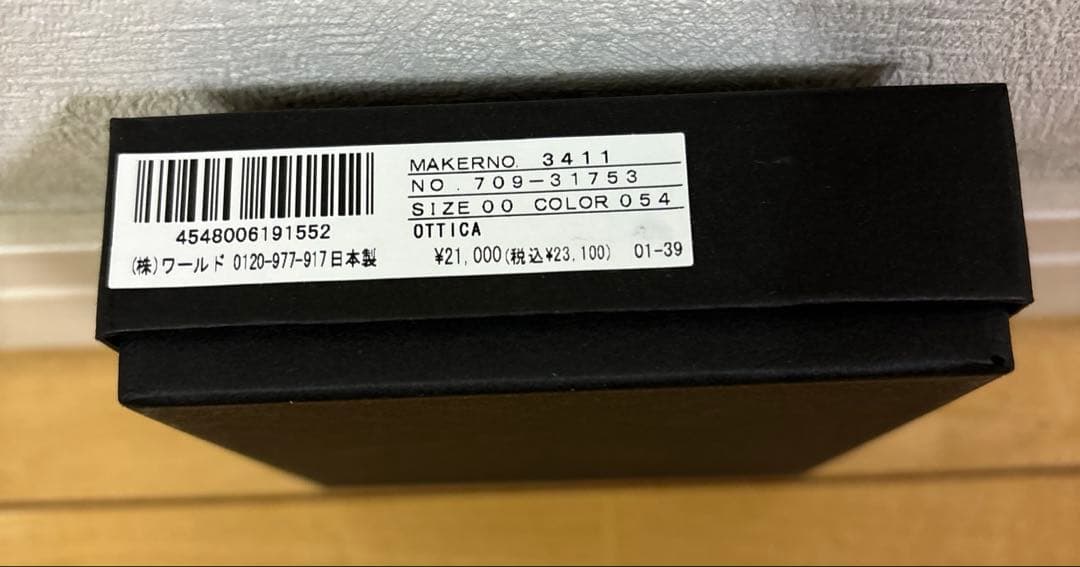 4548006191552
(株)ワールド 0120-977-917日本製
MAKERNO. 3411
NO. 709-31753
SIZE 00 COLOR 054
OTTICA
¥21,000(税込¥23,100) 01-39